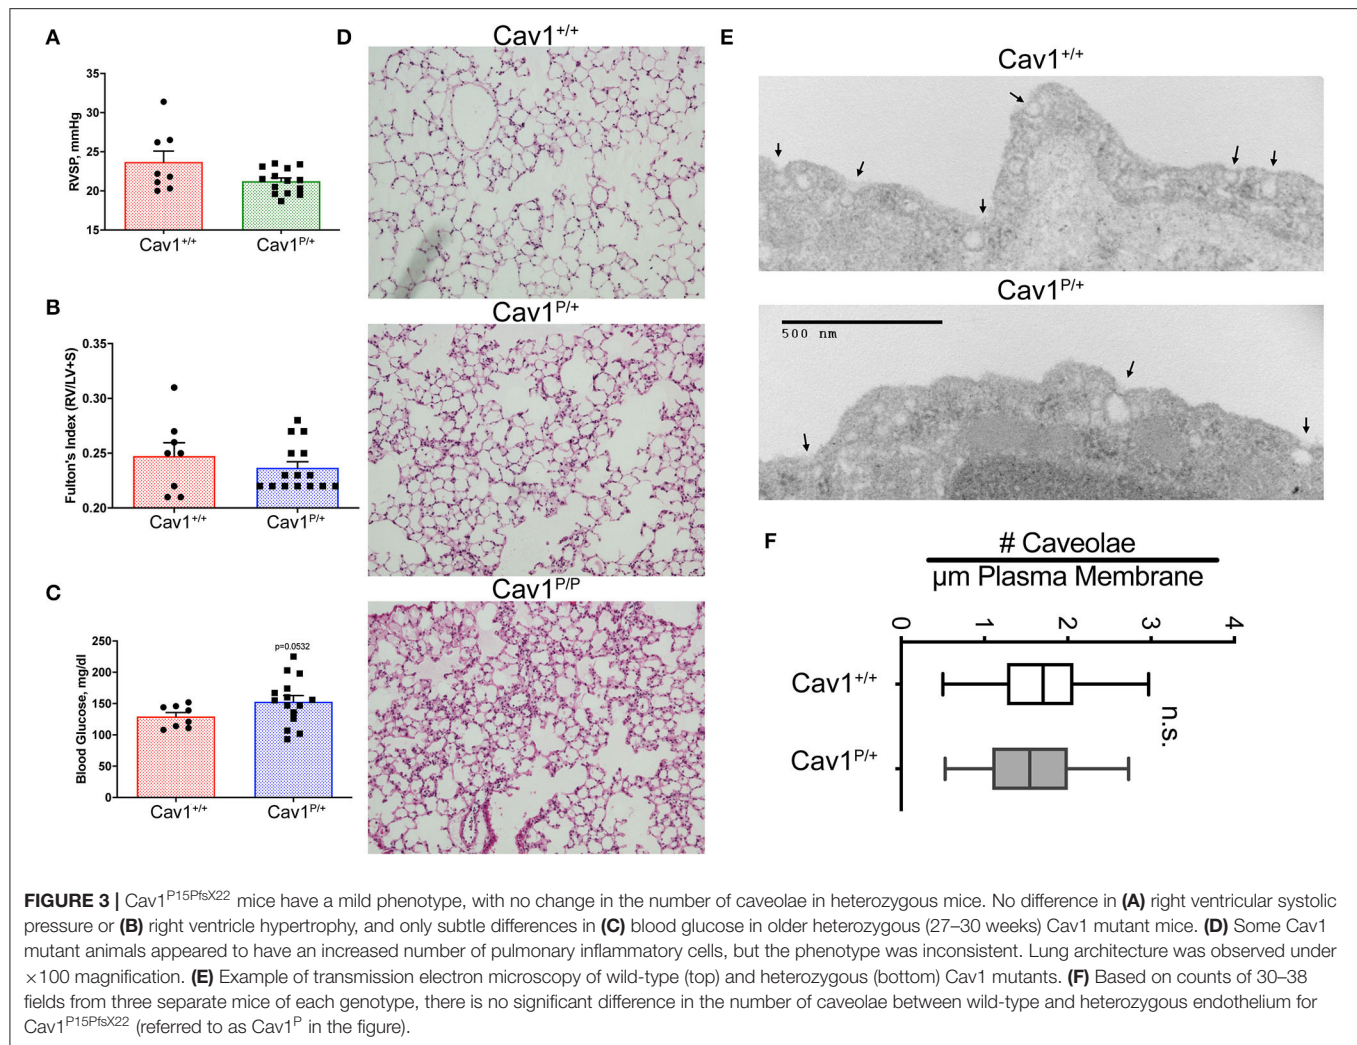 A
35
30
25
20
15
RVSP, mmHg
Cav1+/+
CavP/+
B
0.35
0.30
0.25
0.20
Fulton's Index (RV/LV+S)
Cav1+/+
Cav1P/+
C
250
200
150
100
50
0
Blood Glucose, mg/dl
p=0.0532
Cav1+/+
Cav1P/+
D
Cav1+/+
Cav1P/+
Cav1P/P
E
Cav1+/+
Cav1P/+
500 nm
F
# Caveolae
µm Plasma Membrane
0 1 2 3 4
Cav1+/+
Cav1P/+
n.s.
FIGURE 3 | Cav1P15PfsX22 mice have a mild phenotype, with no change in the number of caveolae in heterozygous mice. No difference in (A) right ventricular systolic
pressure or (B) right ventricle hypertrophy, and only subtle differences in (C) blood glucose in older heterozygous (27–30 weeks) Cav1 mutant mice. (D) Some Cav1
mutant animals appeared to have an increased number of pulmonary inflammatory cells, but the phenotype was inconsistent. Lung architecture was observed under
×100 magnification. (E) Example of transmission electron microscopy of wild-type (top) and heterozygous (bottom) Cav1 mutants. (F) Based on counts of 30–38
fields from three separate mice of each genotype, there is no significant difference in the number of caveolae between wild-type and heterozygous endothelium for
Cav1P15PfsX22 (referred to as Cav1P in the figure).